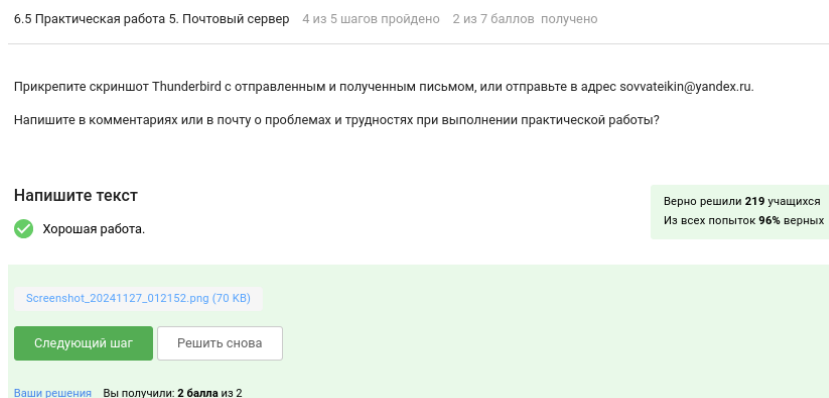 6.5 Практическая работа 5. Почтовый сервер 4 из 5 шагов пройдено 2 из 7 баллов получено
Прикрепите скриншот Thunderbird с отправленным и полученным письмом, или отправьте в адрес sovvateikin@yandex.ru.
Напишите в комментариях или в почту о проблемах и трудностях при выполнении практической работы?
Напишите текст
Хорошая работа.
Верно решили 219 учащихся
Из всех попыток 96% верных
Screenshot_20241127_012152.png (70 KB)
Следующий шаг Решить снова
Ваши решения Вы получили: 2 балла из 2